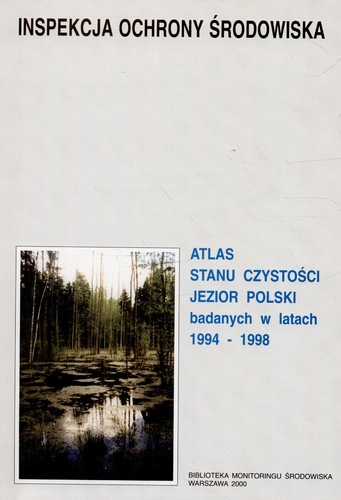 INSPEKCJA OCHRONY ŚRODOWISKA
ATLAS
STANU CZYSTOŚCI
JEZIOR POLSKI
badanych w latach
1994 - 1998
BIBLIOTEKA MONITORINGU ŚRODOWISKA
WARSZAWA 2000